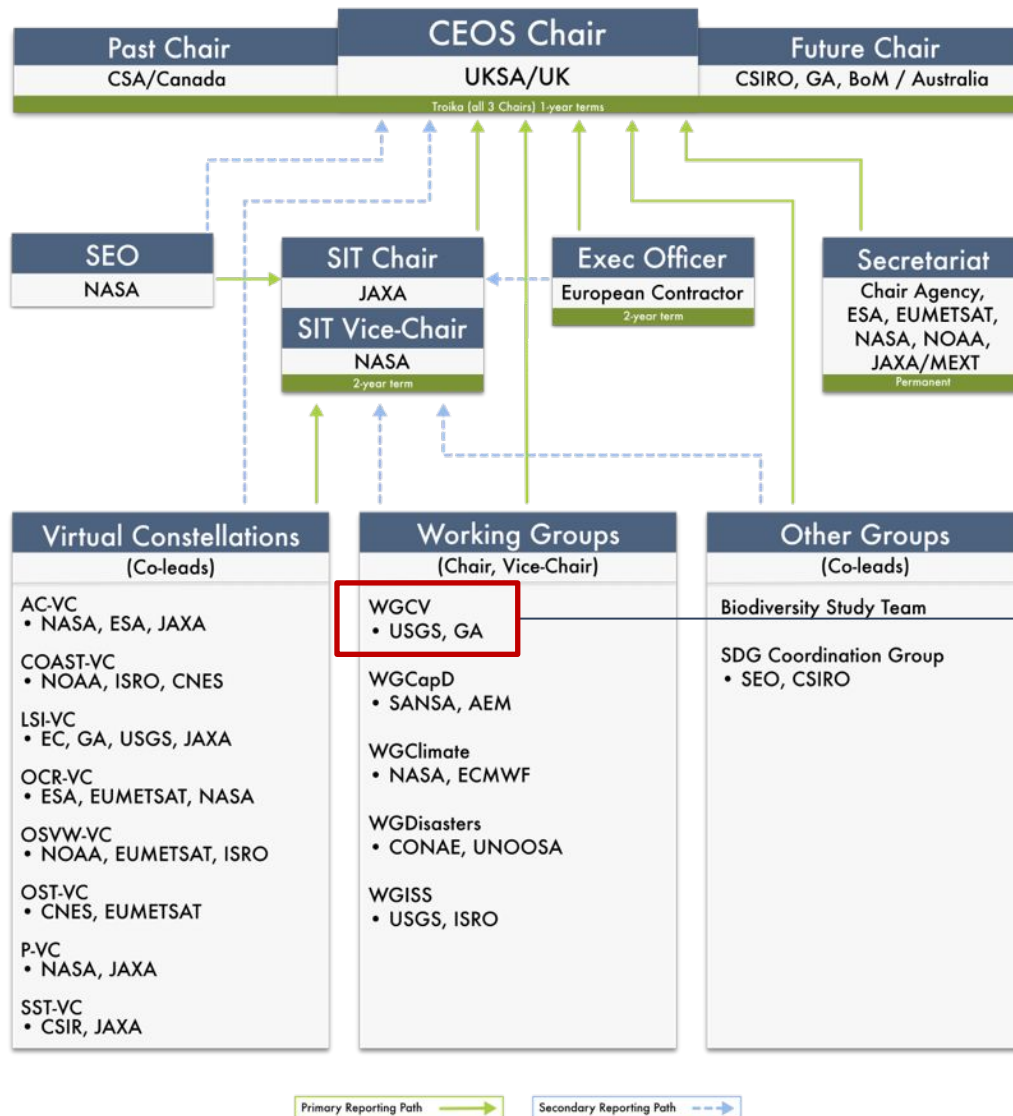 Past Chair
CSA/Canada
CEOS Chair
UKSA/UK
Future Chair
CSIRO, GA, BoM / Australia
Troika (all 3 Chairs) 1-year terms
SEO
NASA
SIT Chair
JAXA
SIT Vice-Chair
NASA
2-year term
Exec Officer
European Contractor
2-year term
Secretariat
Chair Agency,
ESA, EUMETSAT,
NASA, NOAA,
JAXA/MEXT
Permanent
Virtual Constellations
(Co-leads)
AC-VC
• NASA, ESA, JAXA
COAST-VC
• NOAA, ISRO, CNES
LSI-VC
• EC, GA, USGS, JAXA
OCR-VC
• ESA, EUMETSAT, NASA
OSVW-VC
• NOAA, EUMETSAT, ISRO
OST-VC
• CNES, EUMETSAT
P-VC
• NASA, JAXA
SST-VC
• CSIR, JAXA
Working Groups
(Chair, Vice-Chair)
WGCV
• USGS, GA
WGCapD
• SANSA, AEM
WGClimate
• NASA, ECMWF
WGDisasters
• CONAE, UNOOSA
WGISS
• USGS, ISRO
Other Groups
(Co-leads)
Biodiversity Study Team
SDG Coordination Group
• SEO, CSIRO
Primary Reporting Path
Secondary Reporting Path